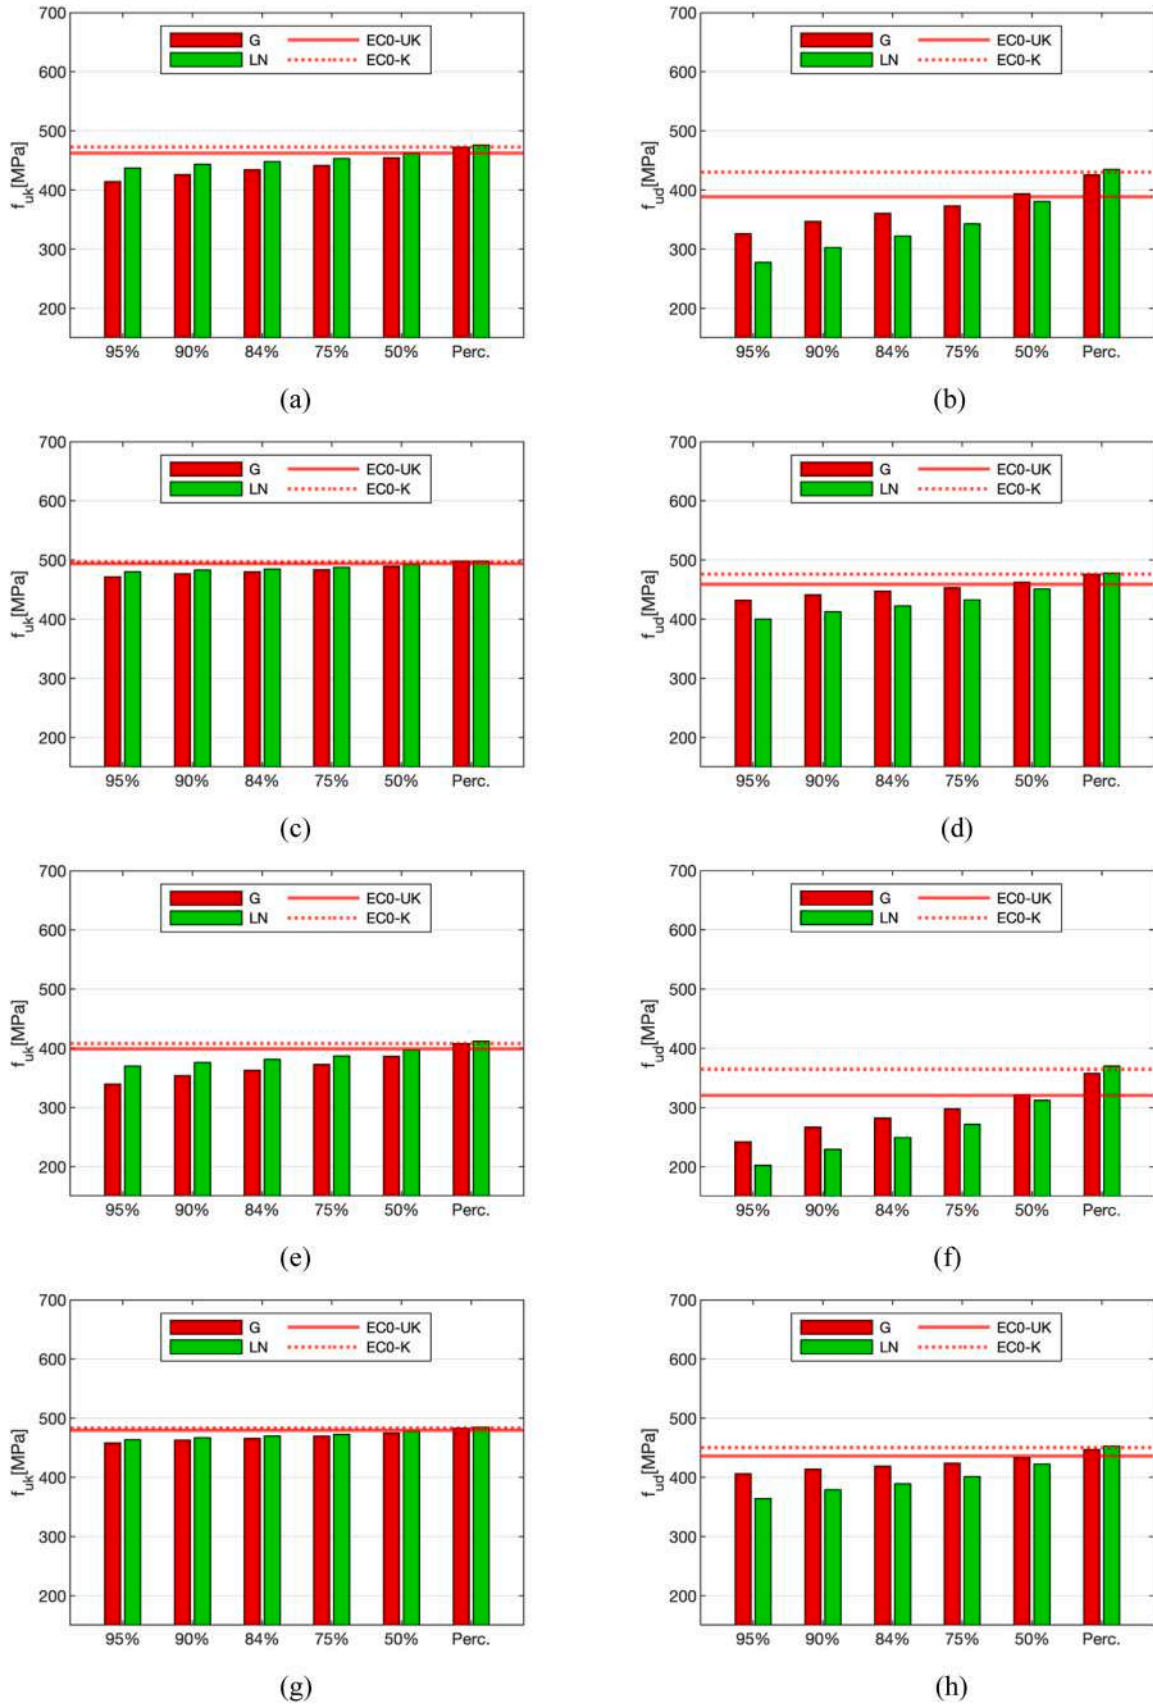 700
600
500
400
300
200
f_uk[MPa]
G EC0-UK
LN EC0-K
95% 90% 84% 75% 50% Perc.
(a)
700
600
500
400
300
200
f_ud[MPa]
G EC0-UK
LN EC0-K
95% 90% 84% 75% 50% Perc.
(b)
700
600
500
400
300
200
f_uk[MPa]
G EC0-UK
LN EC0-K
95% 90% 84% 75% 50% Perc.
(c)
700
600
500
400
300
200
f_ud[MPa]
G EC0-UK
LN EC0-K
95% 90% 84% 75% 50% Perc.
(d)
700
600
500
400
300
200
f_uk[MPa]
G EC0-UK
LN EC0-K
95% 90% 84% 75% 50% Perc.
(e)
700
600
500
400
300
200
f_ud[MPa]
G EC0-UK
LN EC0-K
95% 90% 84% 75% 50% Perc.
(f)
700
600
500
400
300
200
f_uk[MPa]
G EC0-UK
LN EC0-K
95% 90% 84% 75% 50% Perc.
(g)
700
600
500
400
300
200
f_ud[MPa]
G EC0-UK
LN EC0-K
95% 90% 84% 75% 50% Perc.
(h)